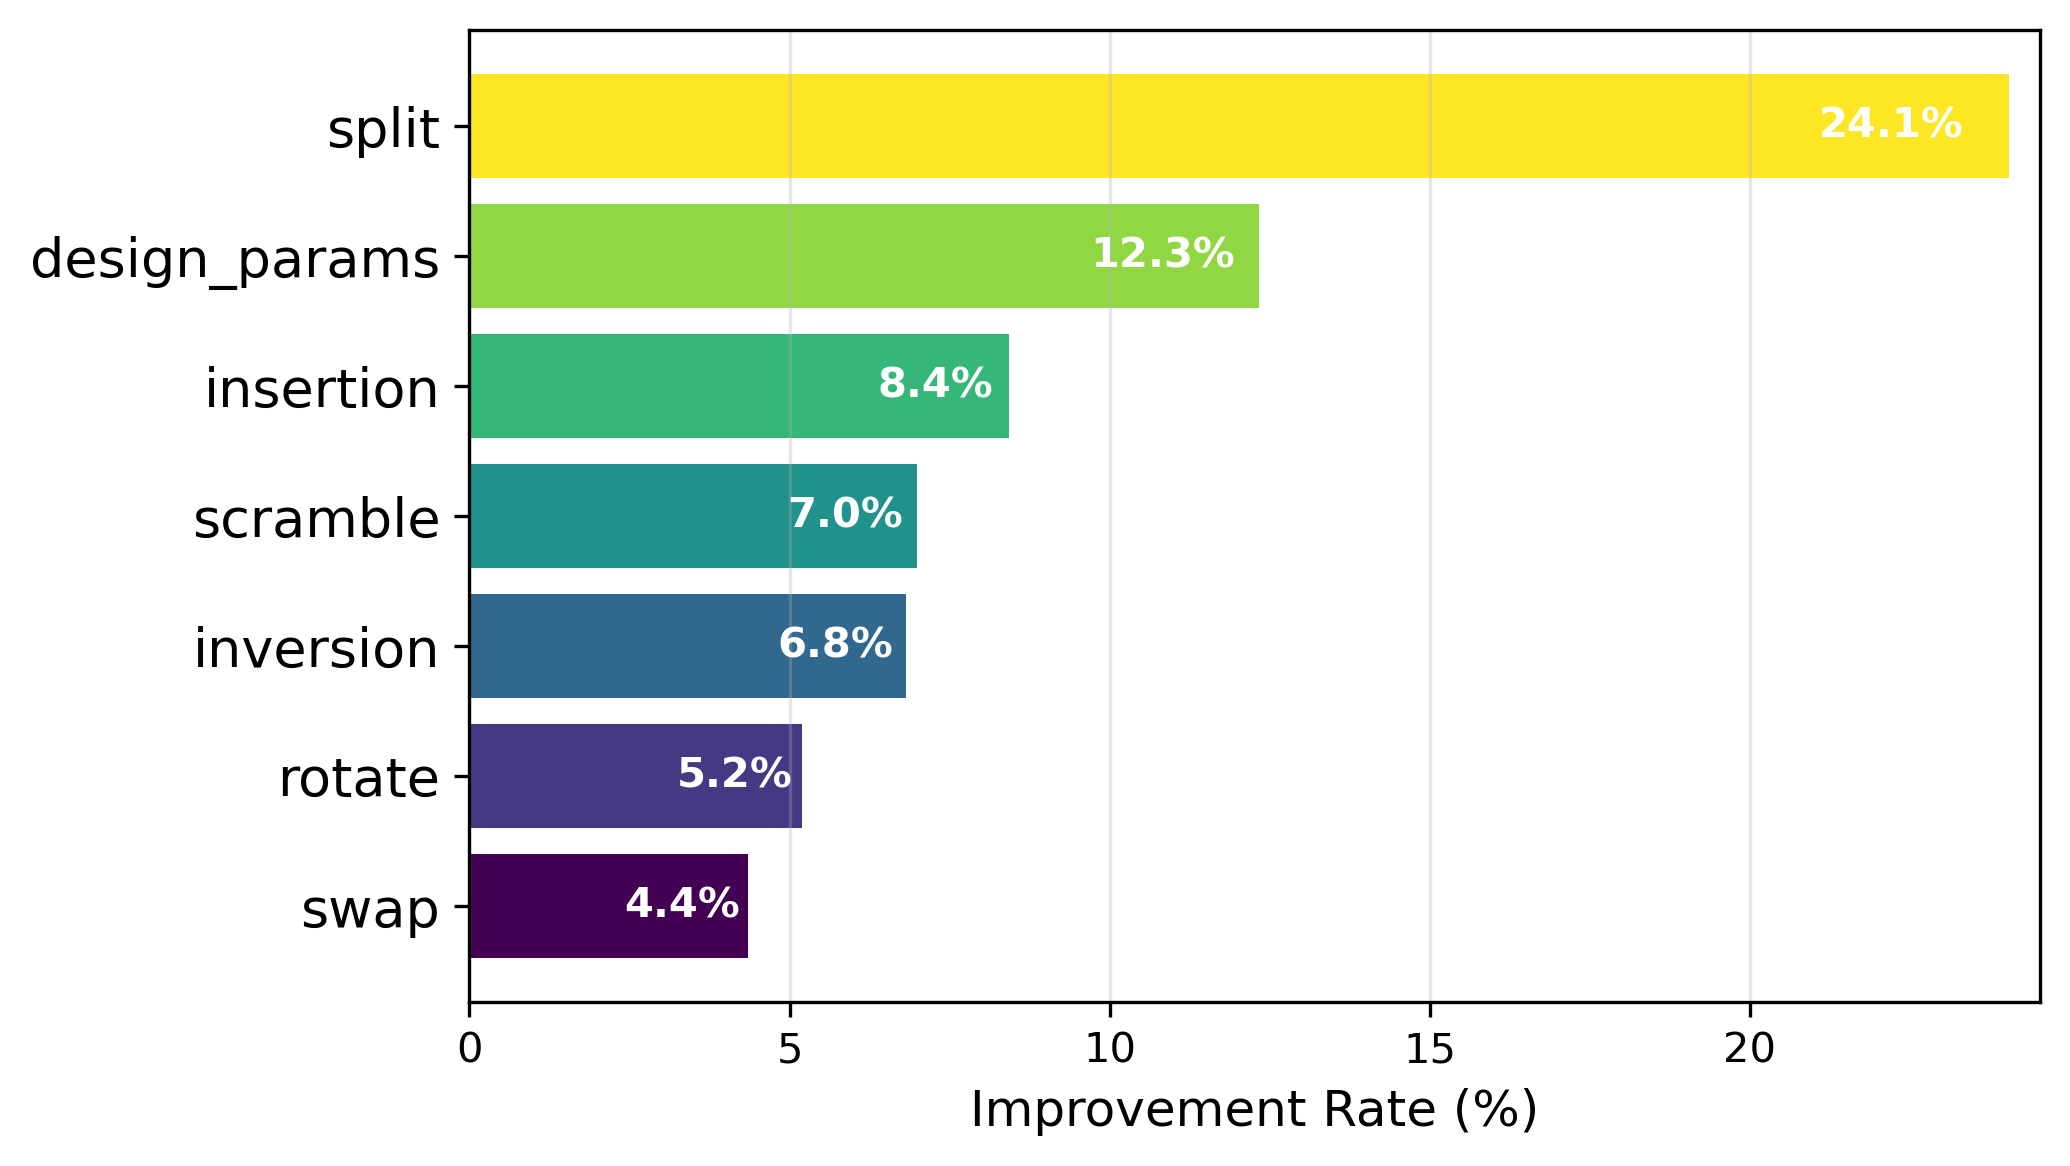 split
24.1%
design_params
12.3%
insertion
8.4%
scramble
7.0%
inversion
6.8%
rotate
5.2%
swap
4.4%
0 5 10 15 20
Improvement Rate (%)